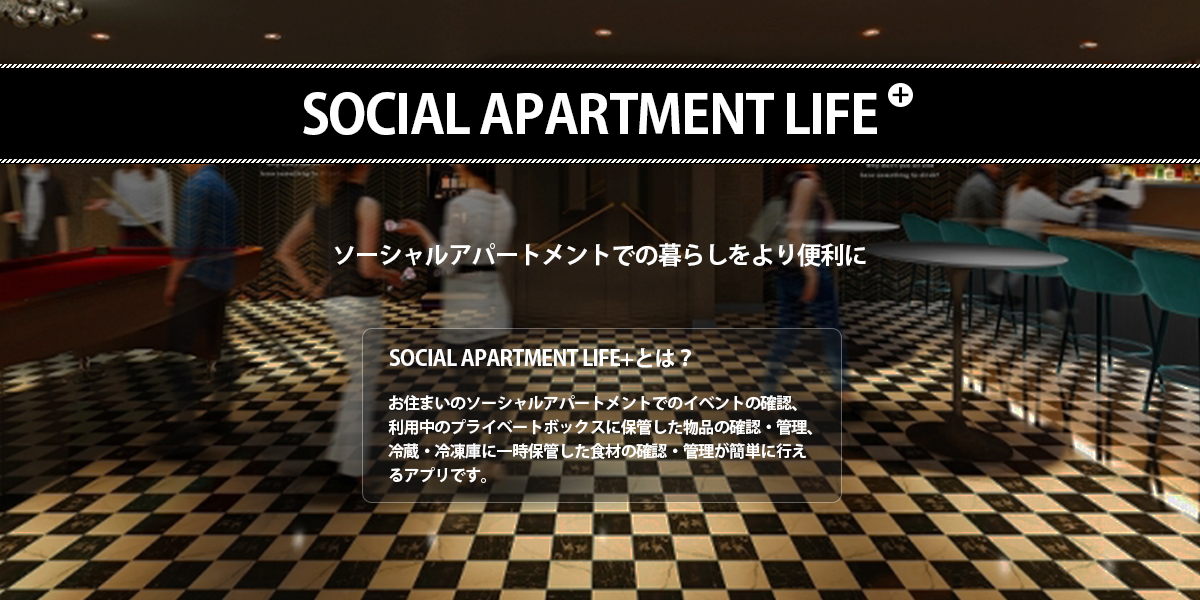 SOCIAL APARTMENT LIFE+
ソーシャルアパートメントでの暮らしをより便利に
SOCIAL APARTMENT LIFE+とは？
お住まいのソーシャルアパートメントでのイベントの確認、
利用中のプライベートボックスに保管した物品の確認・管理、
冷蔵・冷凍庫に一時保管した食材の確認・管理が簡単に行え
るアプリです。